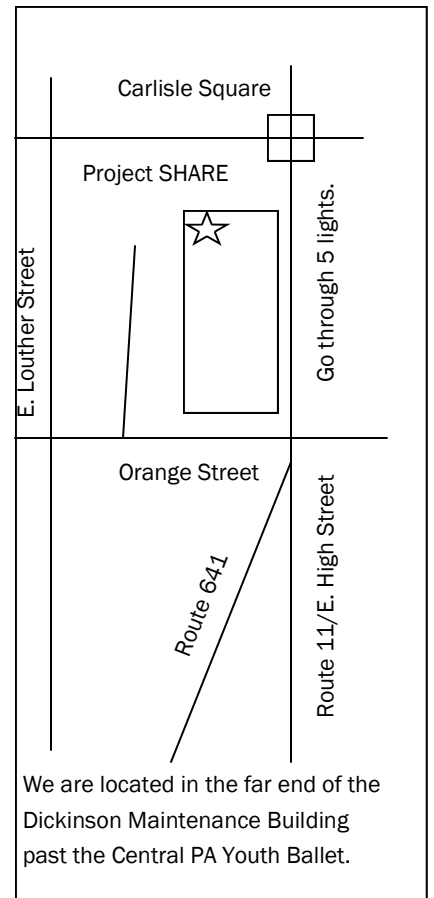 Carlisle Square
Project SHARE
E. Louther Street
Go through 5 lights.
Orange Street
Route 641
Route 11/E. High Street
We are located in the far end of the
Dickinson Maintenance Building
past the Central PA Youth Ballet.